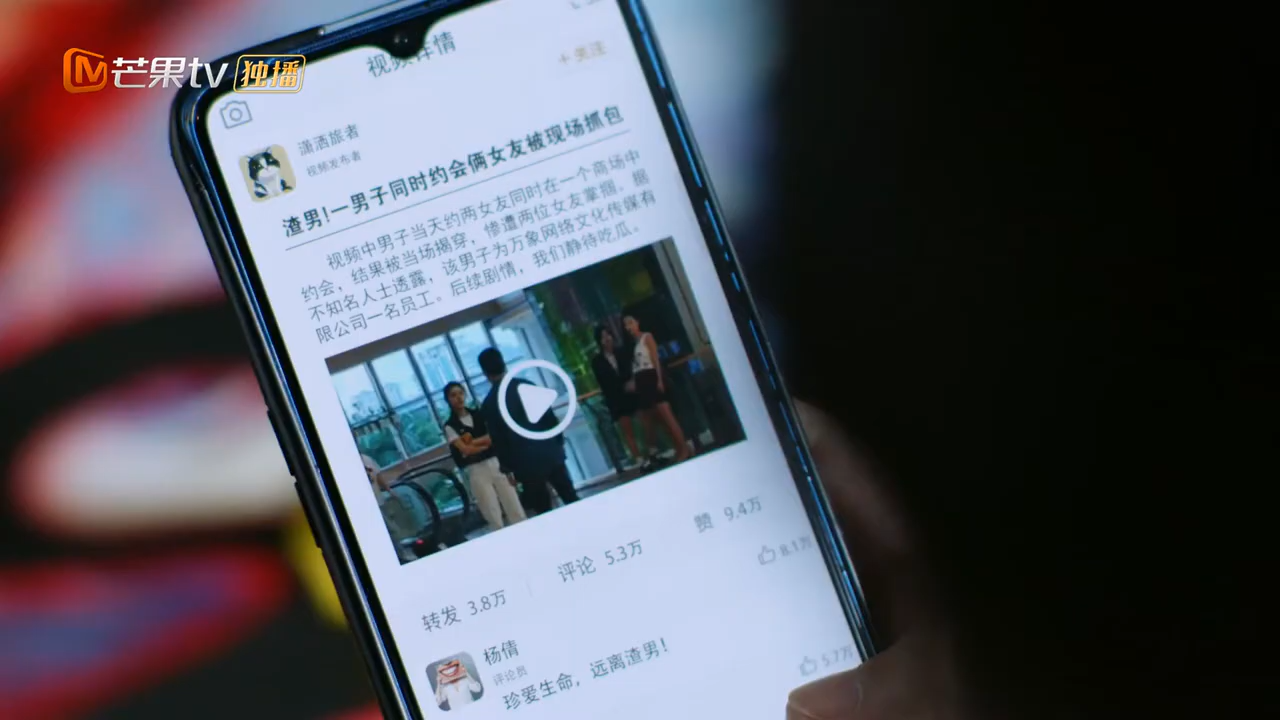 芒果tv 独播
视频详情
+关注
潇洒旅者
视频发布者
渣男!一男子同时约会俩女友被现场抓包
视频中男子当天约两女友同时在一个商场中
约会，结果被当场揭穿，惨遭两位女友掌掴。据
不知名人士透露，该男子为万象网络文化传媒有
限公司一名员工。后续剧情，我们静待吃瓜。
转发 3.8万
评论 5.3万
赞 9.4万
8.1万
杨倩
评论员
珍爱生命，远离渣男!
5.7万